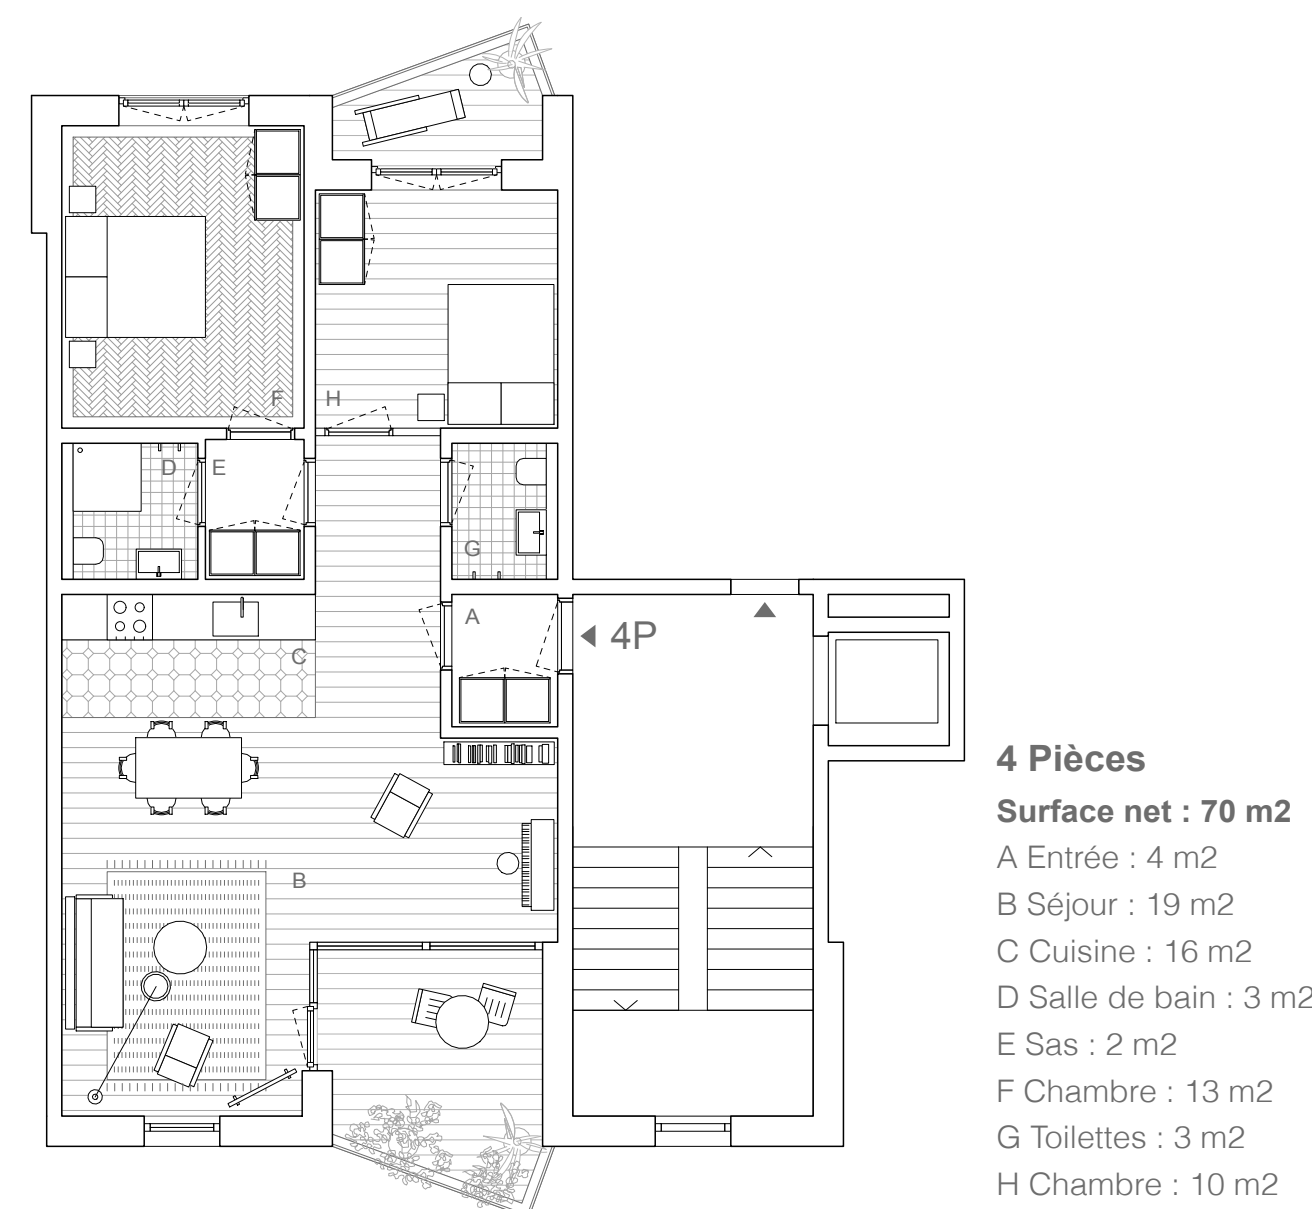 F
H
D
E
G
A
4P
C
B
4 Pièces
Surface net : 70 m2
A Entrée : 4 m2
B Séjour : 19 m2
C Cuisine : 16 m2
D Salle de bain : 3 m2
E Sas : 2 m2
F Chambre : 13 m2
G Toilettes : 3 m2
H Chambre : 10 m2